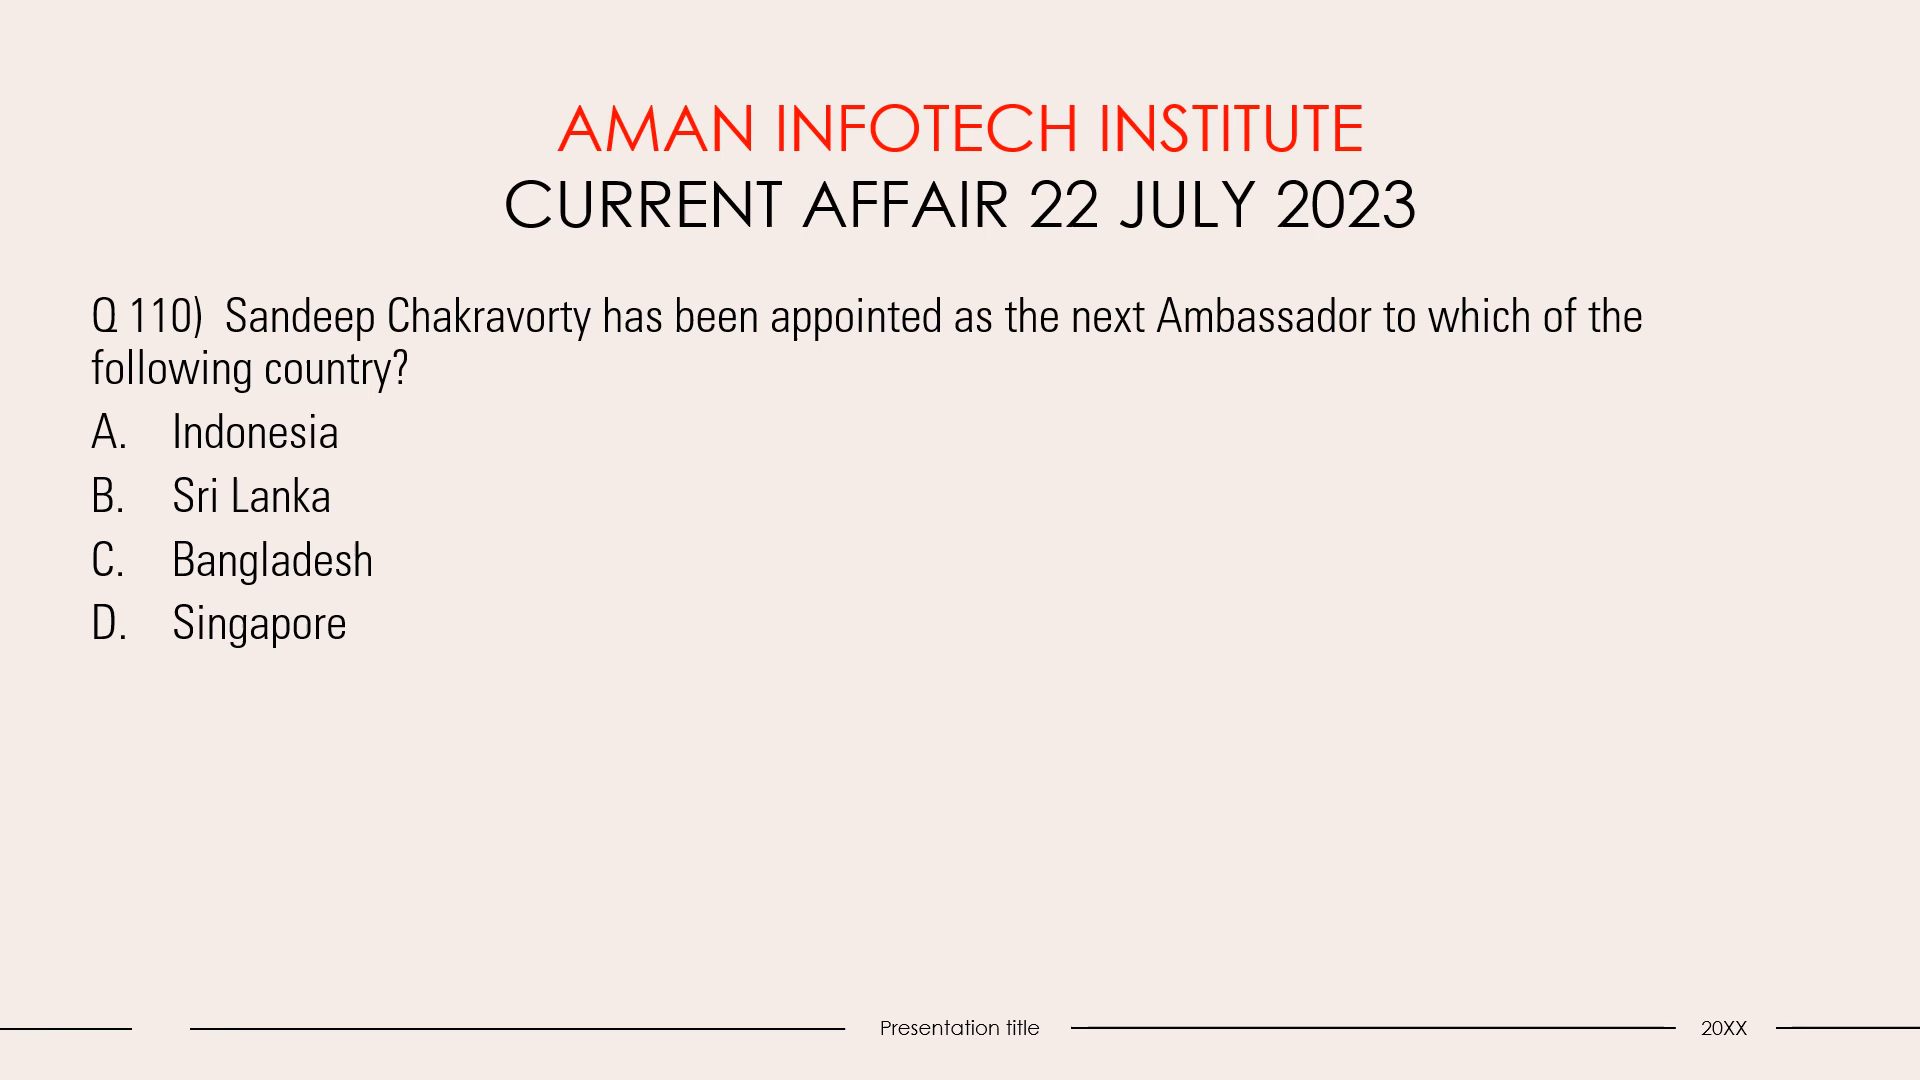 AMAN INFOTECH INSTITUTE
CURRENT AFFAIR 22 JULY 2023
Q 110)  Sandeep Chakravorty has been appointed as the next Ambassador to which of the
following country?
A. Indonesia
B. Sri Lanka
C. Bangladesh
D. Singapore
Presentation title
20XX